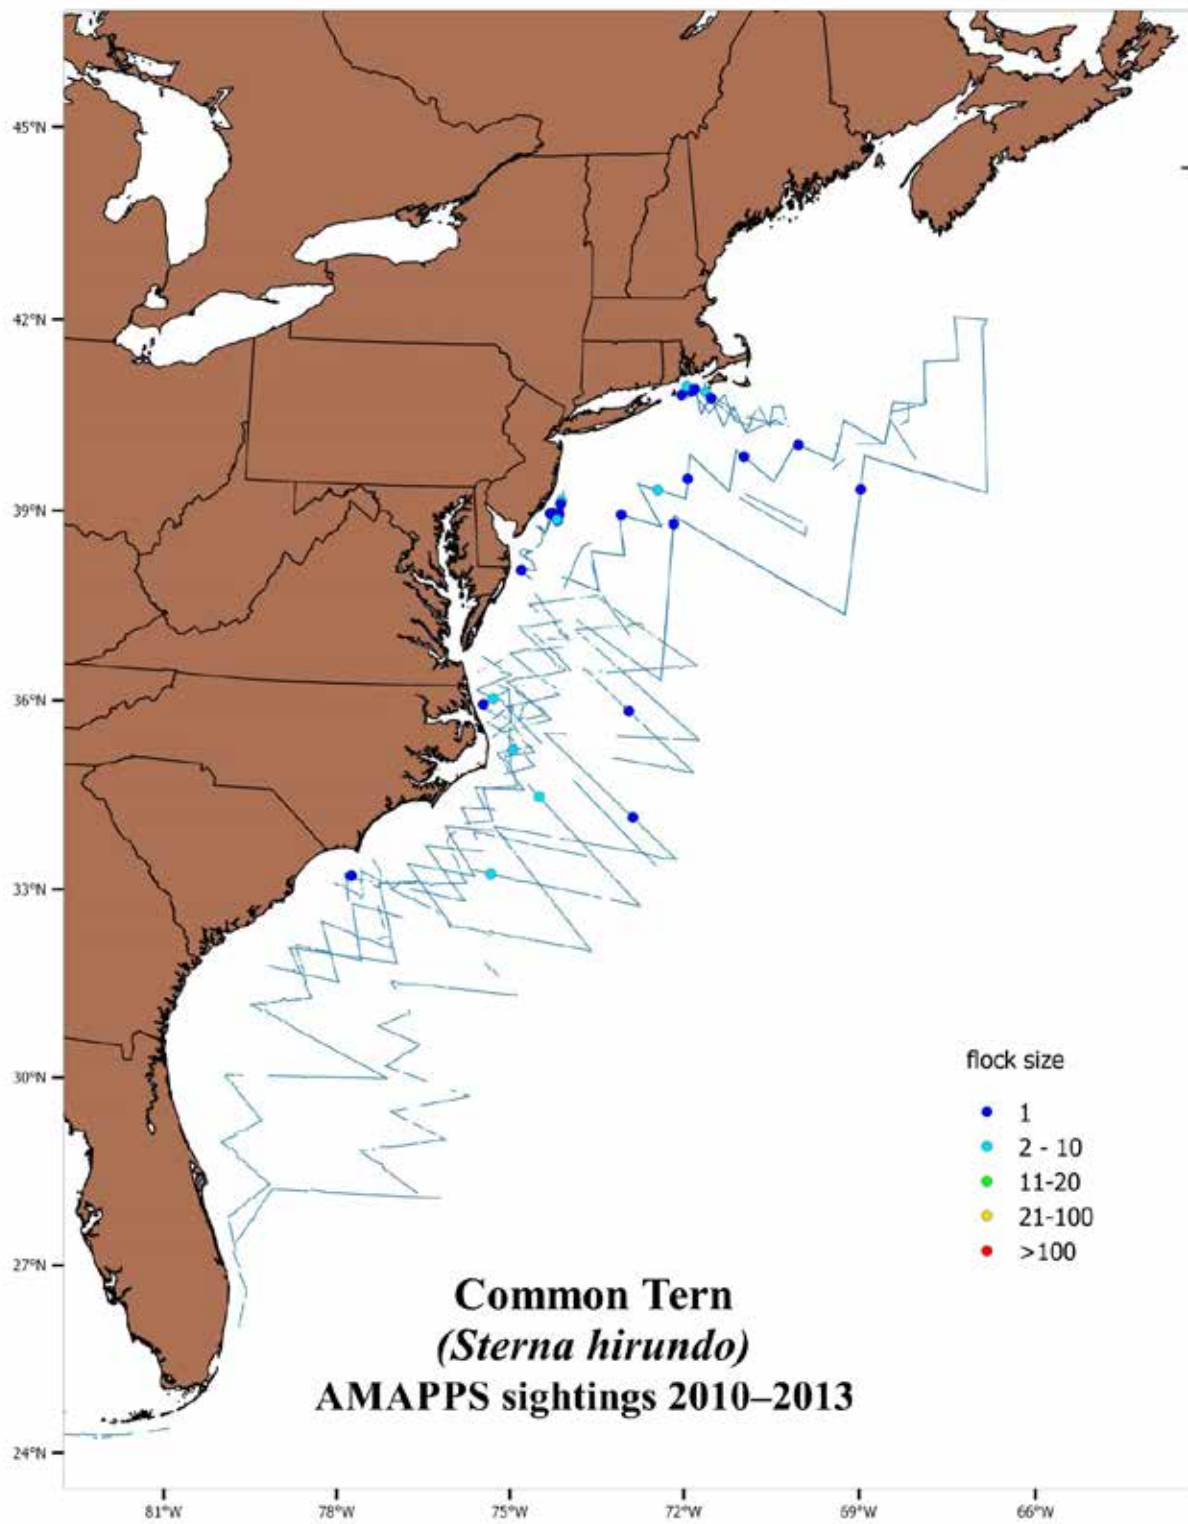 45°N
42°N
39°N
36°N
33°N
30°N
27°N
24°N
flock size
1
2 - 10
11-20
21-100
>100
Common Tern
(Sterna hirundo)
AMAPPS sightings 2010–2013
81°W 78°W 75°W 72°W 69°W 66°W